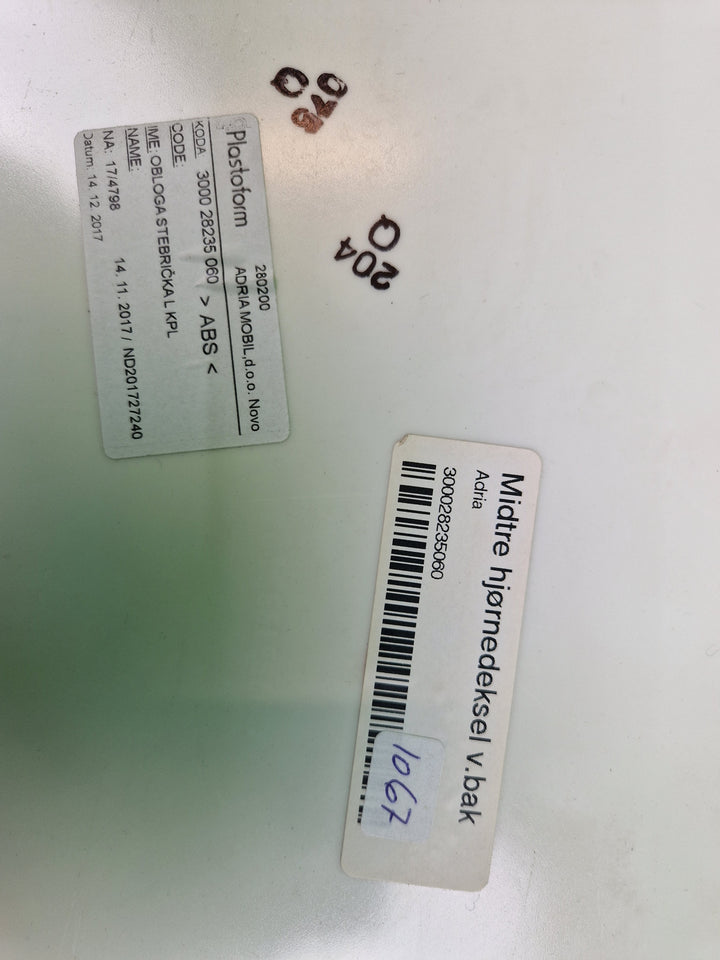 Plastoform
280200
ADRIA MOBIL,d.o.o. Novo
KODA 3000 28235 060 > ABS <
CODE:
IME: OBLOGA STEBRIČKA L KPL
NAME:
NA: 17/4798 14. 11. 2017 / ND201727240
Datum: 14. 12. 2017
204
Q
Q
Midtre hjørnedeksel v.bak
Adria
300028235060
1067